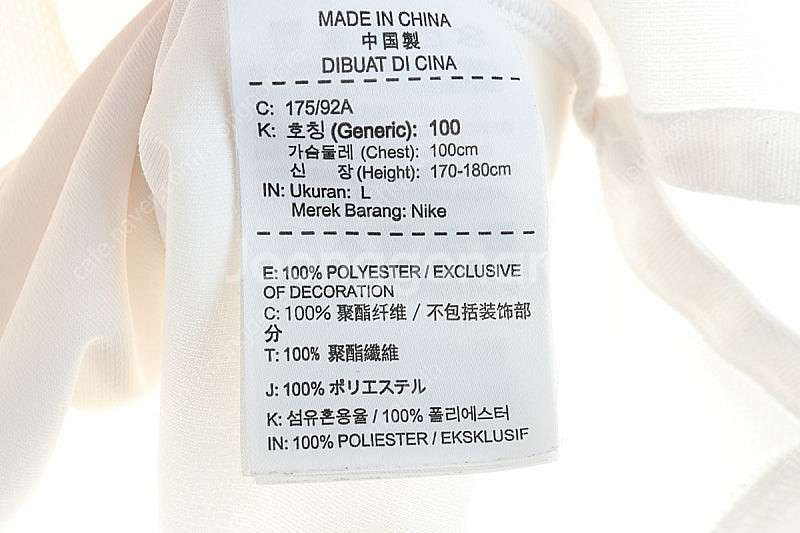 MADE IN CHINA
中国製
DIBUAT DI CINA
C: 175/92A
K: 호칭 (Generic): 100
가슴둘레 (Chest): 100cm
신 장 (Height): 170-180cm
IN: Ukuran: L
Merek Barang: Nike
E: 100% POLYESTER / EXCLUSIVE
OF DECORATION
C: 100% 聚酯纤维 / 不包括装饰部
分
T: 100% 聚酯纖維
J: 100% ポリエステル
K: 섬유혼용율 / 100% 폴리에스터
IN: 100% POLIESTER / EKSKLUSIF